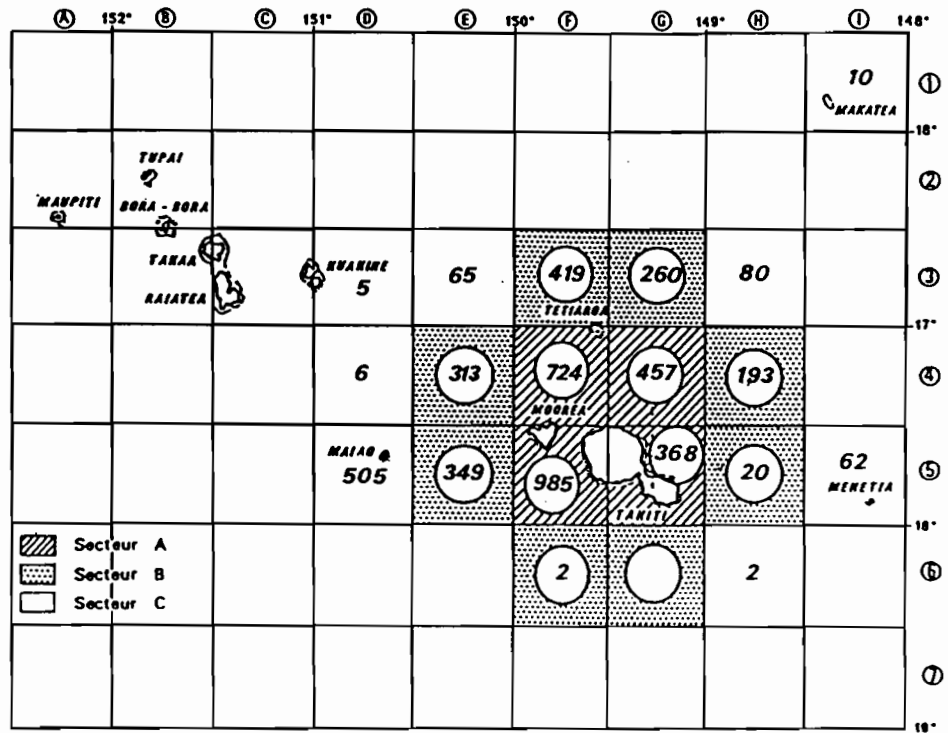 Ⓐ 152° Ⓑ Ⓒ 151° Ⓓ Ⓔ 150° Ⓕ Ⓖ 149° Ⓗ Ⓘ 148°
10 ①
MAKATEA
16°
TUPAI ②
MAUPITI BORA - BORA
TAHAA HUAHINE 65 419 260 80 ③
RAIATEA 5
TETIAROA
17°
6 313 724 457 193 ④
MOOREA
MAIAO 368 62 ⑤
505 349 985 20 MEHETIA
TAHITI
18°
Secteur A
Secteur B 2 2 ⑥
Secteur C
⑦
19°